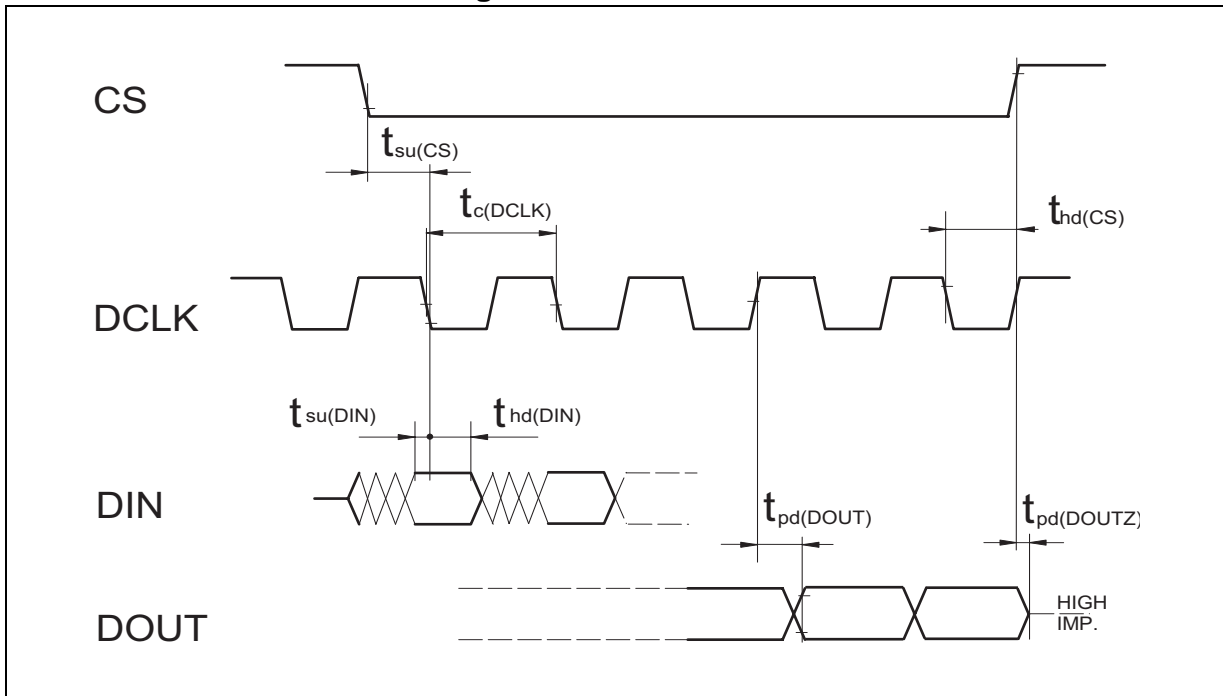 CS
tsu(CS)
tc(DCLK)
thd(CS)
DCLK
tsu(DIN)
thd(DIN)
DIN
tpd(DOUT)
tpd(DOUTZ)
DOUT
HIGH
IMP.